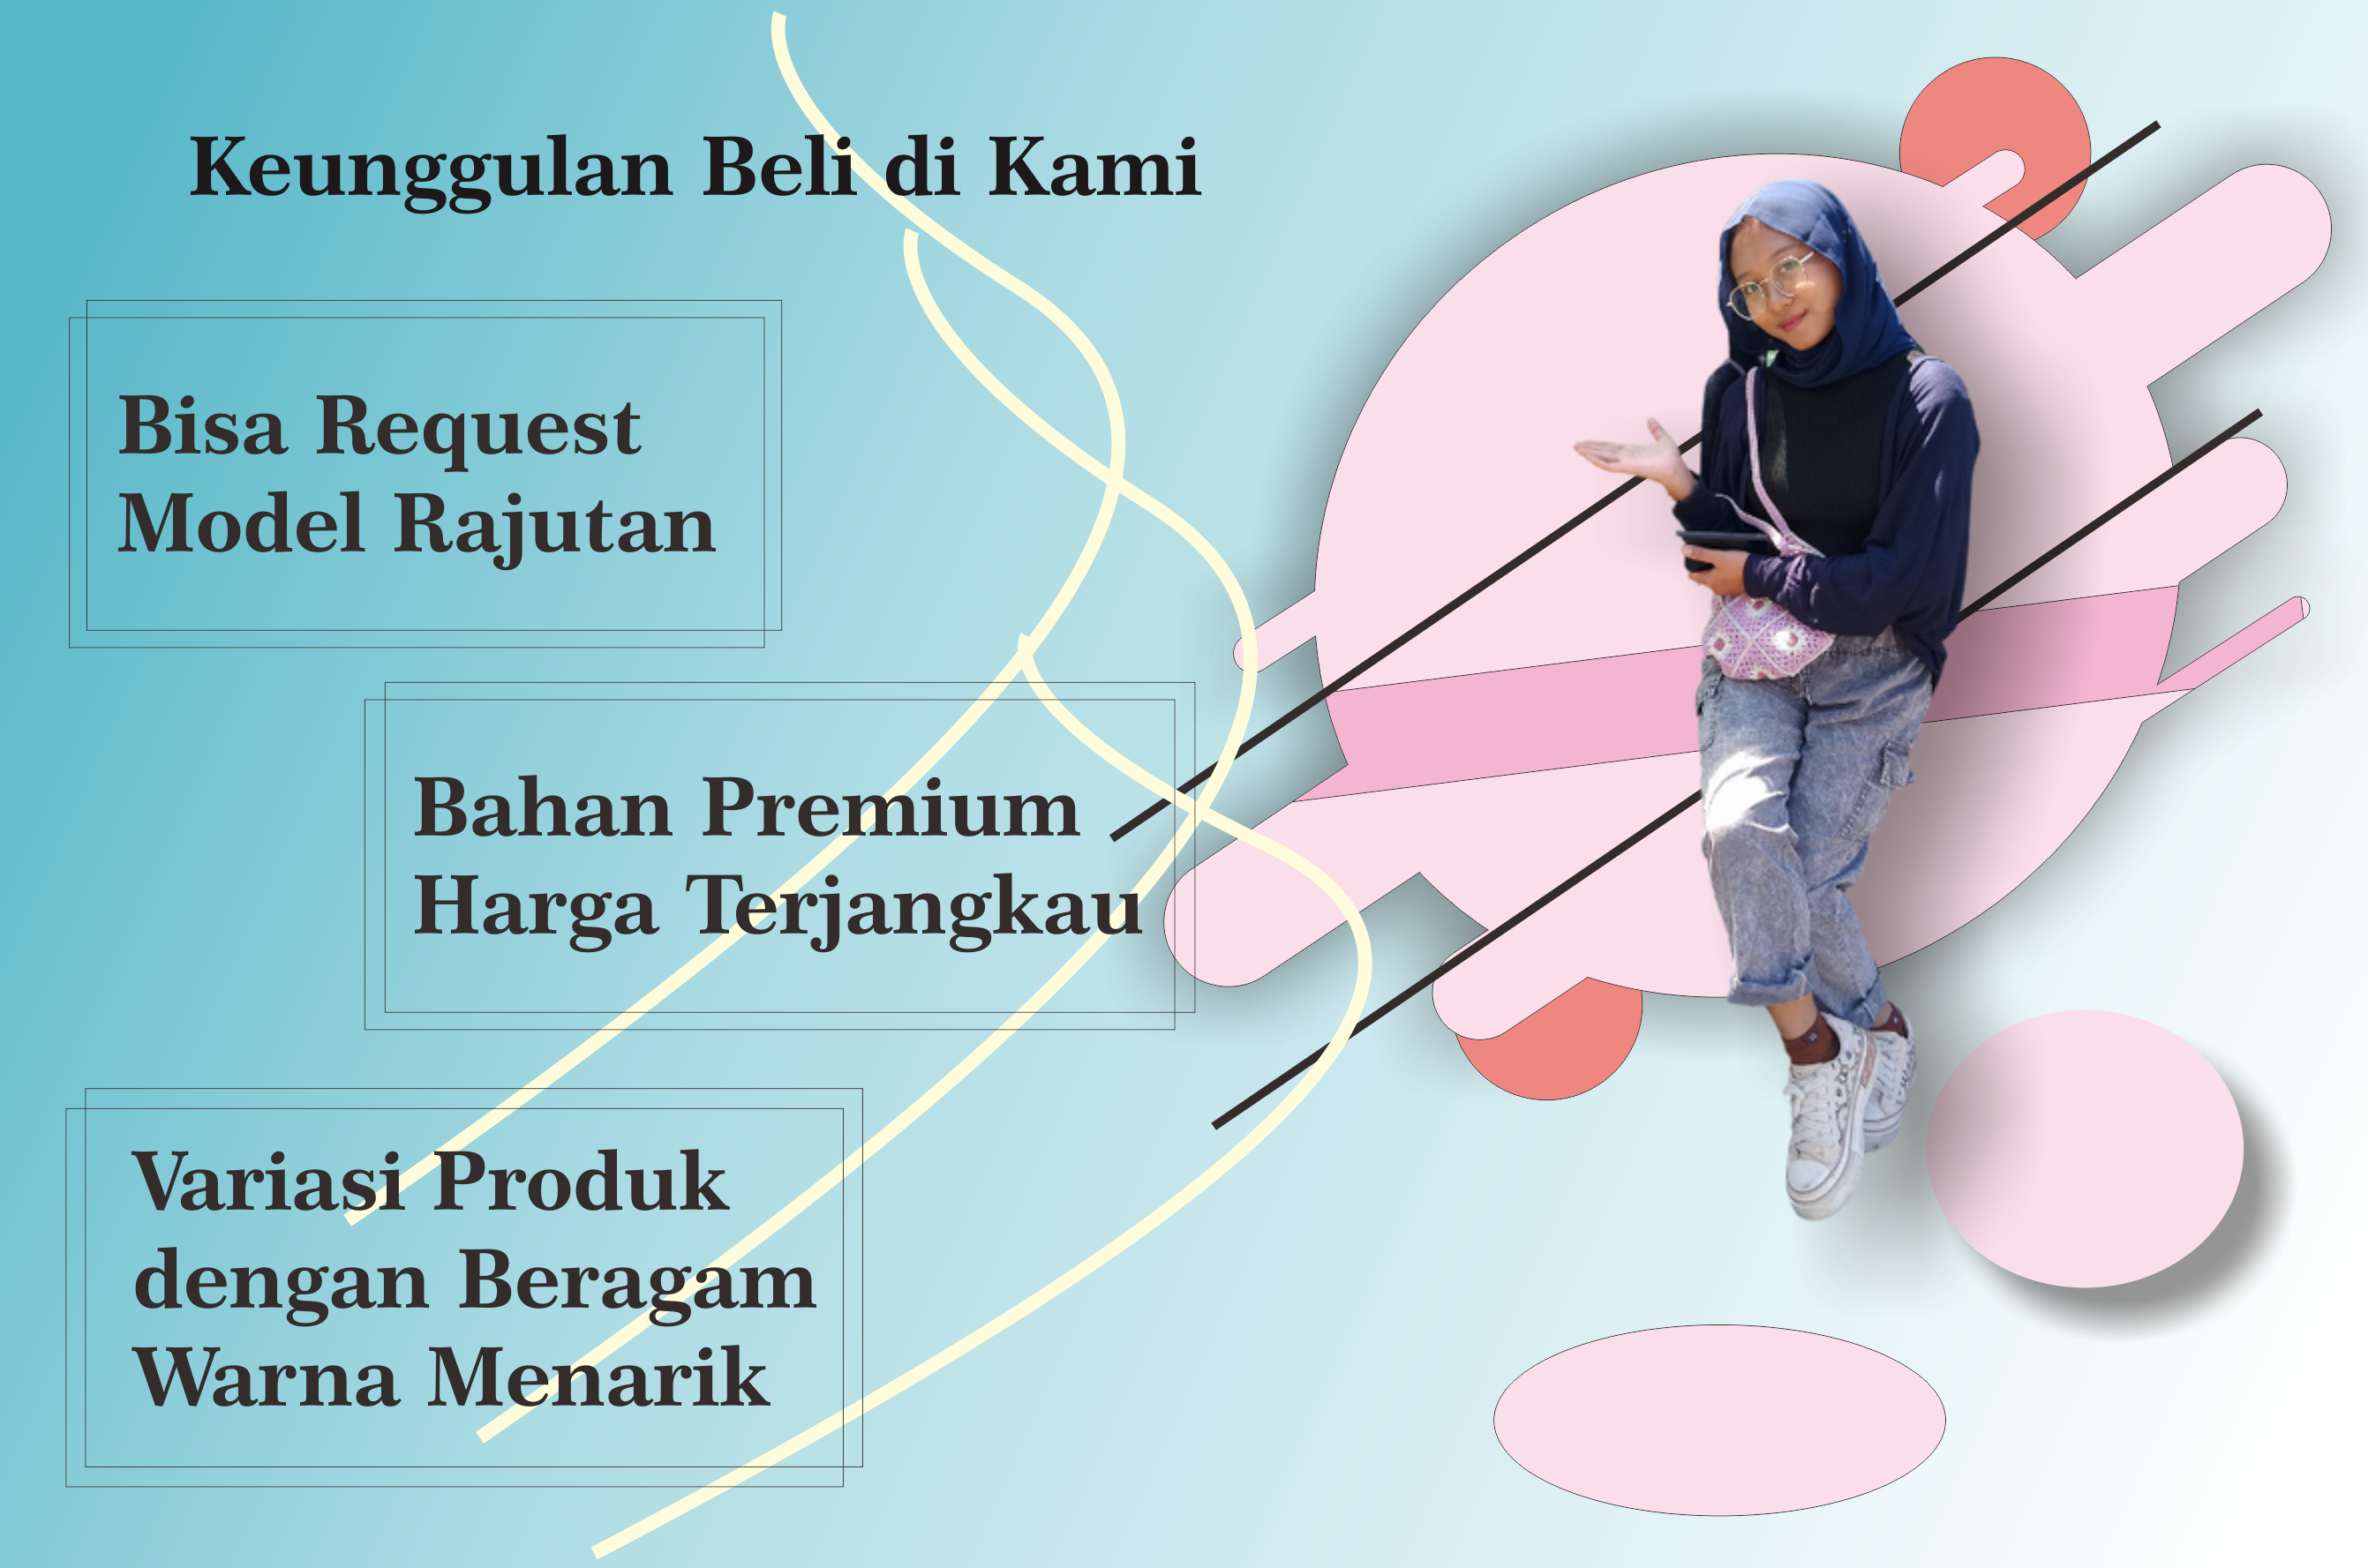 Keunggulan Beli di Kami
Bisa Request
Model Rajutan
Bahan Premium
Harga Terjangkau
Variasi Produk
dengan Beragam
Warna Menarik